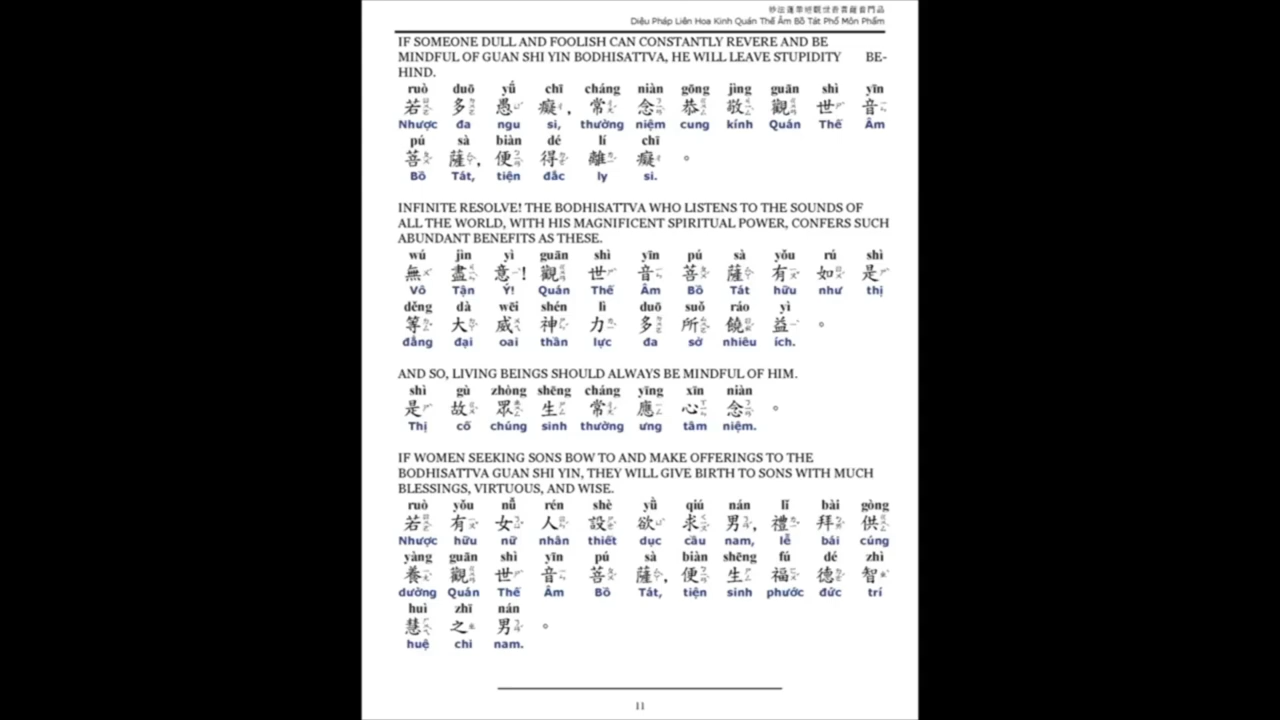 妙法蓮華經觀世音菩薩普門品
Diệu Pháp Liên Hoa Kinh Quán Thế Âm Bồ Tát Phổ Môn Phẩm
IF SOMEONE DULL AND FOOLISH CAN CONSTANTLY REVERE AND BE
MINDFUL OF GUAN SHI YIN BODHISATTVA, HE WILL LEAVE STUPIDITY BE-
HIND.
ruò duō yǘ chī cháng niàn gōng jìng guān shì yīn
若多愚癡，常念恭敬觀世音
Nhược đa ngu si, thường niệm cung kính Quán Thế Âm
pú sà biàn dé lí chī
菩薩，便得離癡。
Bồ Tát, tiện đắc ly si.
INFINITE RESOLVE! THE BODHISATTVA WHO LISTENS TO THE SOUNDS OF
ALL THE WORLD, WITH HIS MAGNIFICENT SPIRITUAL POWER, CONFERS SUCH
ABUNDANT BENEFITS AS THESE.
wú jìn yì guān shì yīn pú sà yǒu rú shì
無盡意！觀世音菩薩有如是
Vô Tận Ý! Quán Thế Âm Bồ Tát hữu như thị
děng dà wēi shén lì duō suǒ ráo yì
等大威神力多所饒益。
đẳng đại oai thần lực đa sở nhiêu ích.
AND SO, LIVING BEINGS SHOULD ALWAYS BE MINDFUL OF HIM.
shì gù zhòng shēng cháng yīng xīn niàn
是故眾生常應心念。
Thị cố chúng sinh thường ưng tâm niệm.
IF WOMEN SEEKING SONS BOW TO AND MAKE OFFERINGS TO THE
BODHISATTVA GUAN SHI YIN, THEY WILL GIVE BIRTH TO SONS WITH MUCH
BLESSINGS, VIRTUOUS, AND WISE.
ruò yǒu nǚ rén shè yǜ qiú nán lǐ bài gòng
若有女人設欲求男，禮拜供
Nhược hữu nữ nhân thiết dục cầu nam, lễ bái cúng
yàng guān shì yīn pú sà biàn shēng fú dé zhì
養觀世音菩薩，便生福德智
dường Quán Thế Âm Bồ Tát, tiện sinh phước đức trí
huì zhī nán
慧之男。
huệ chi nam.
11